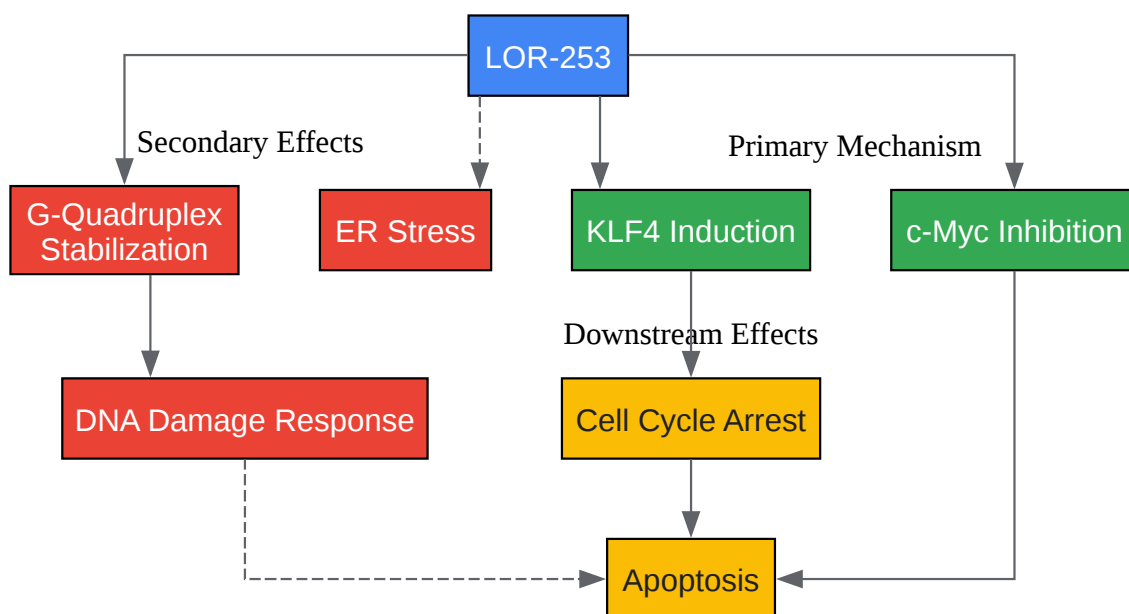 LOR-253
Secondary Effects
Primary Mechanism
G-Quadruplex
Stabilization
ER Stress
KLF4 Induction
c-Myc Inhibition
Downstream Effects
DNA Damage Response
Cell Cycle Arrest
Apoptosis